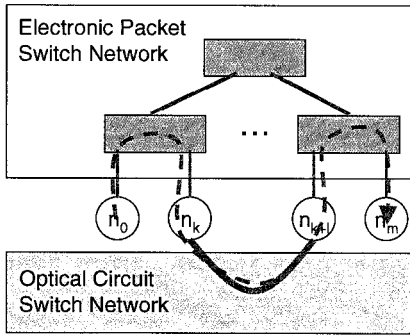 Electronic Packet
Switch Network
...
n0 nk nk+l nm
Optical Circuit
Switch Network